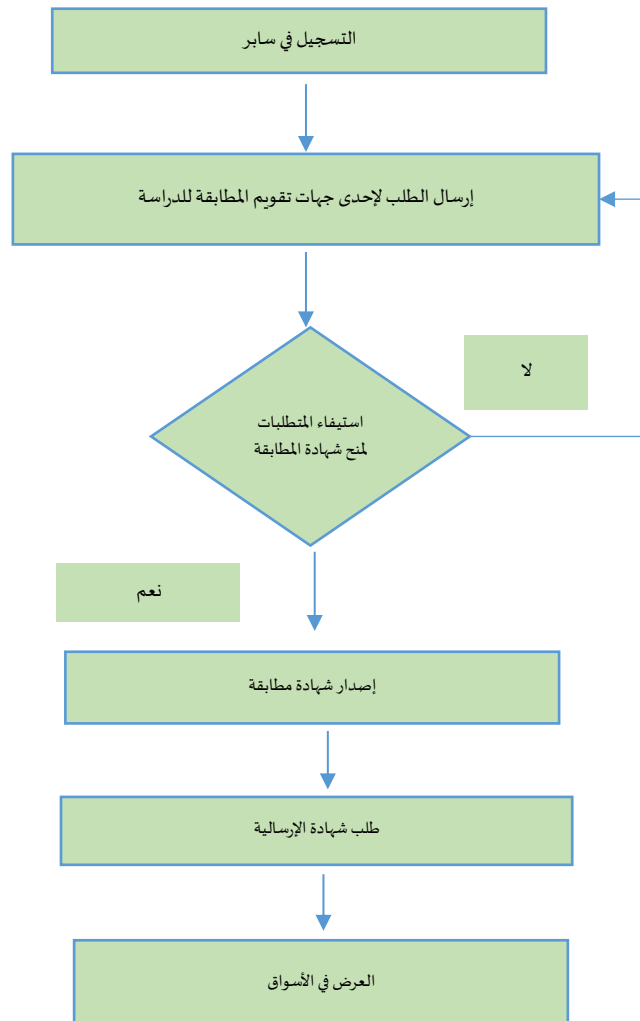 التسجيل في سابر
إرسال الطلب لإحدى جهات تقويم المطابقة للدراسة
لا
استيفاء المتطلبات
لمنح شهادة المطابقة
نعم
إصدار شهادة مطابقة
طلب شهادة الإرسالية
العرض في الأسواق